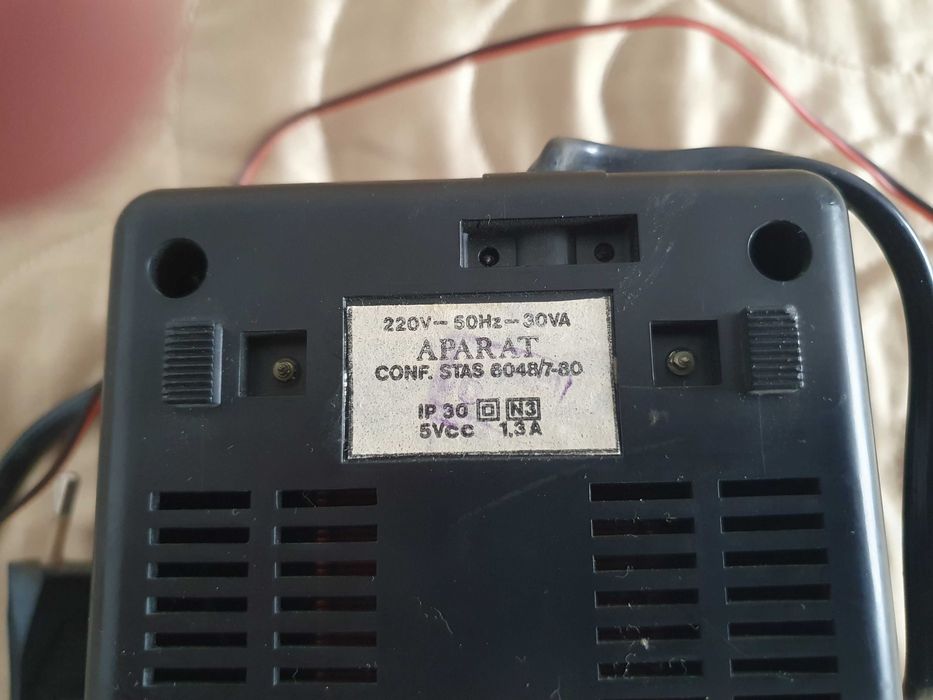 220V~ 50Hz~30VA
APARAT
CONF. STAS 6048/7-80
IP 30 N3
5Vcc 1,3A